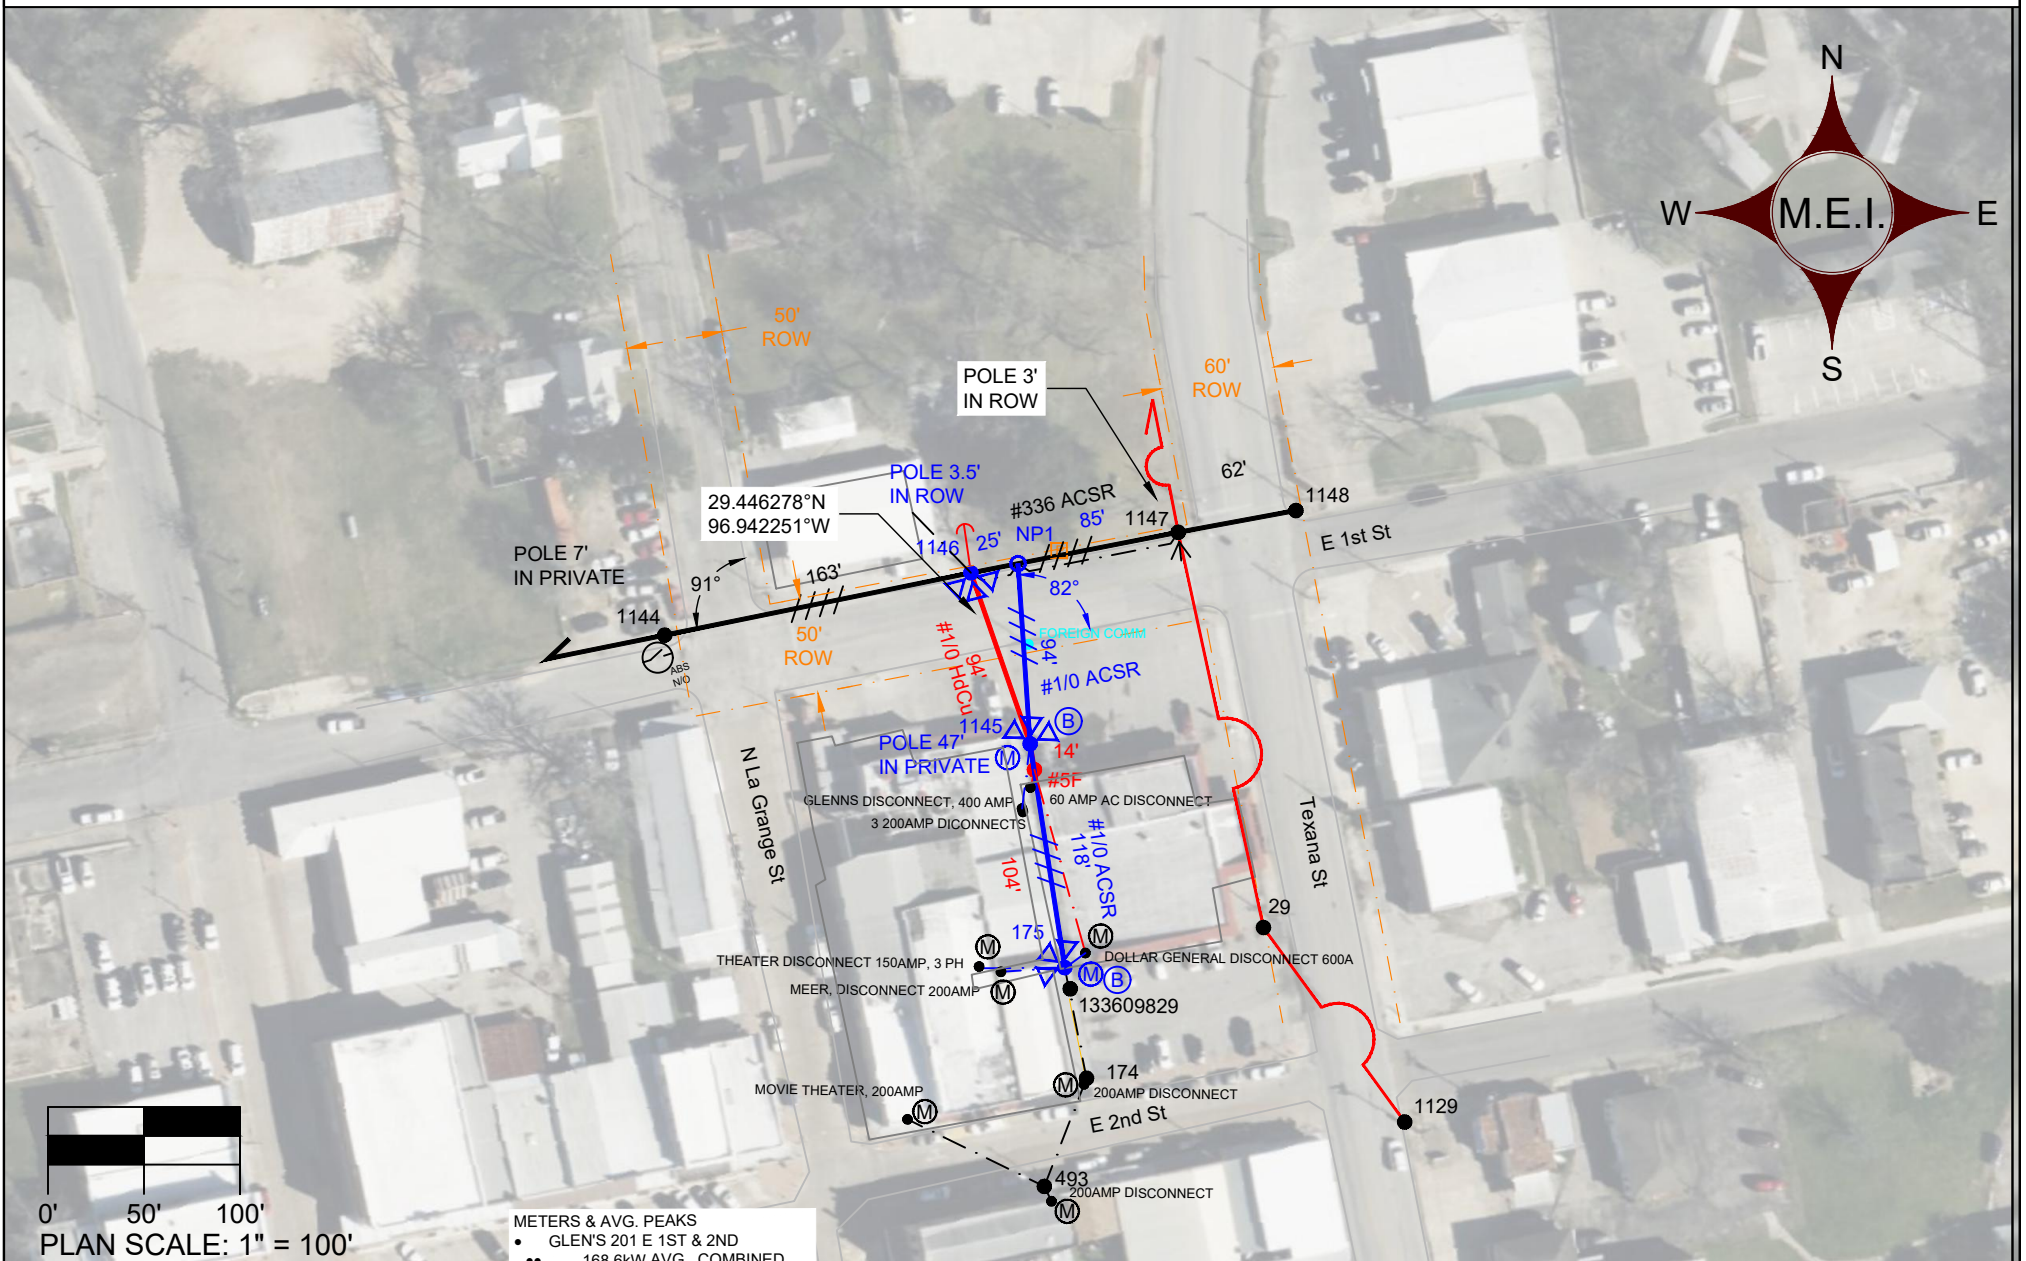 N
W
M.E.I.
E
S
50'
ROW
60'
ROW
POLE 3'
IN ROW
POLE 3.5'
IN ROW
29.446278°N
96.942251°W
#336 ACSR
62'
1148
1147
85'
NP1
25'
1146
E 1st St
POLE 7'
IN PRIVATE
91°
163'
82°
1144
ABS
N/O
50'
ROW
FOREIGN COMM
94'
#1/0 HdCu
94'
#1/0 ACSR
1145
B
POLE 47'
IN PRIVATE
M
14'
#5F
GLENNS DISCONNECT, 400 AMP
60 AMP AC DISCONNECT
3 200AMP DICONNECTS
N La Grange St
Texana St
104'
#1/0 ACSR
118'
29
175
M
M
THEATER DISCONNECT 150AMP, 3 PH
DOLLAR GENERAL DISCONNECT 600A
MEER, DISCONNECT 200AMP
M
M
B
133609829
174
M
200AMP DISCONNECT
MOVIE THEATER, 200AMP
M
E 2nd St
1129
493
200AMP DISCONNECT
M
0' 50' 100'
PLAN SCALE: 1" = 100'
METERS & AVG. PEAKS
• GLEN'S 201 E 1ST & 2ND
•• 168.6kW AVG., COMBINED